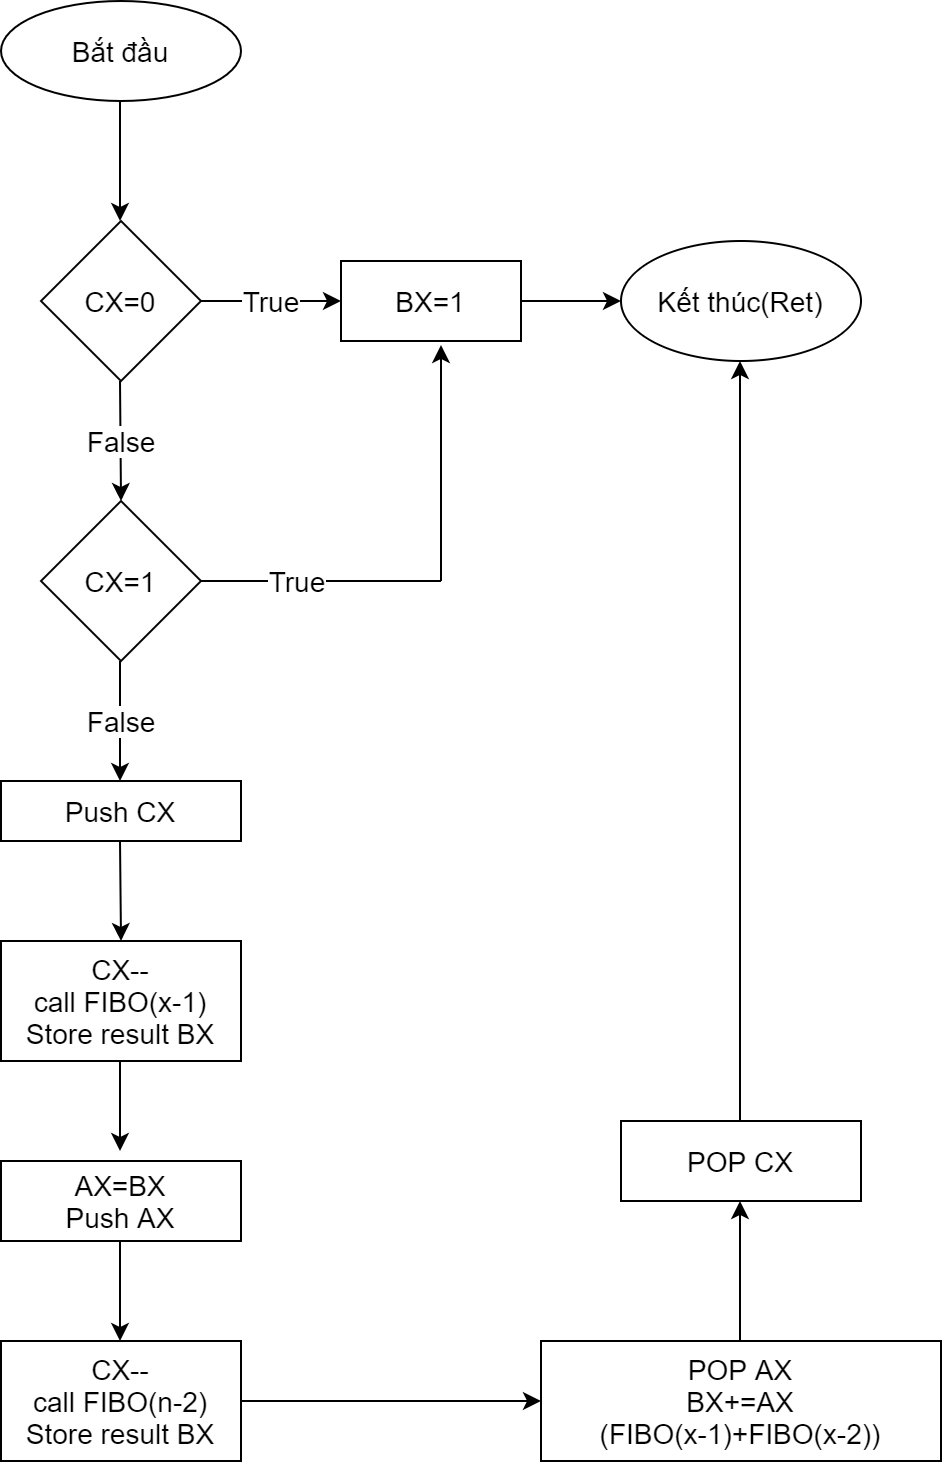 Bắt đầu
CX=0
True
BX=1
Kết thúc(Ret)
False
CX=1
True
False
Push CX
CX--
call FIBO(x-1)
Store result BX
AX=BX
Push AX
CX--
call FIBO(n-2)
Store result BX
POP AX
BX+=AX
(FIBO(x-1)+FIBO(x-2))
POP CX